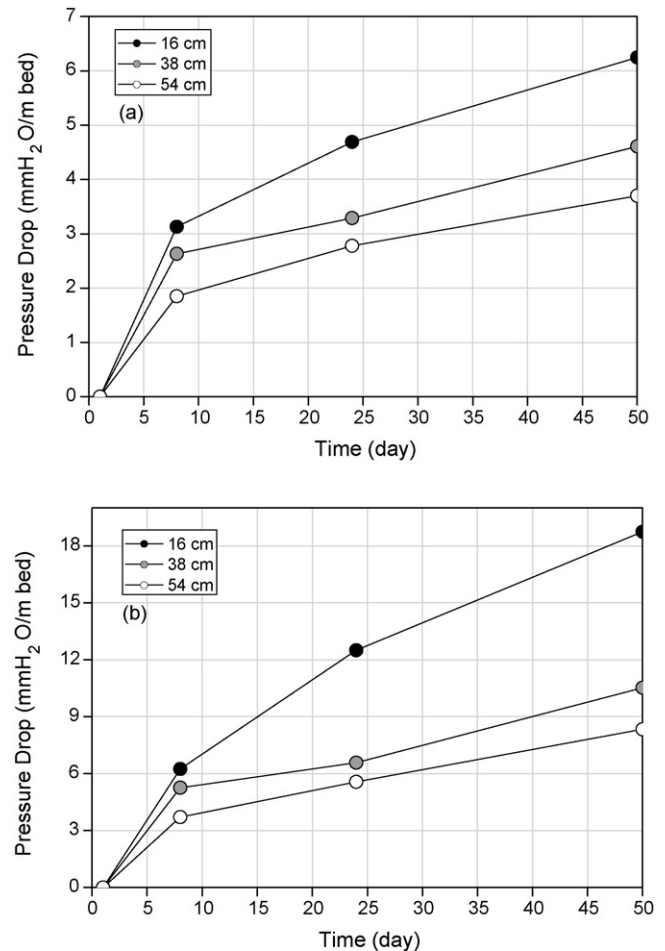 7
6
5
4
3
2
1
0
Pressure Drop (mmH₂O/m bed)
16 cm
38 cm
54 cm
(a)
0 5 10 15 20 25 30 35 40 45 50
Time (day)
18
15
12
9
6
3
0
Pressure Drop (mmH₂O/m bed)
16 cm
38 cm
54 cm
(b)
0 5 10 15 20 25 30 35 40 45 50
Time (day)